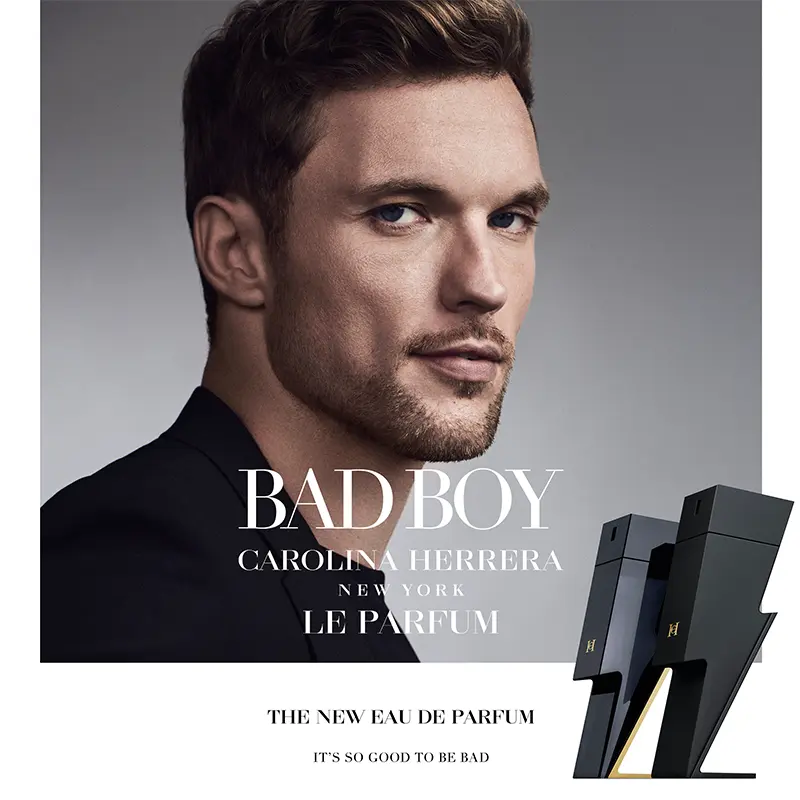 BAD BOY
CAROLINA HERRERA
NEW YORK
LE PARFUM
THE NEW EAU DE PARFUM
IT'S SO GOOD TO BE BAD